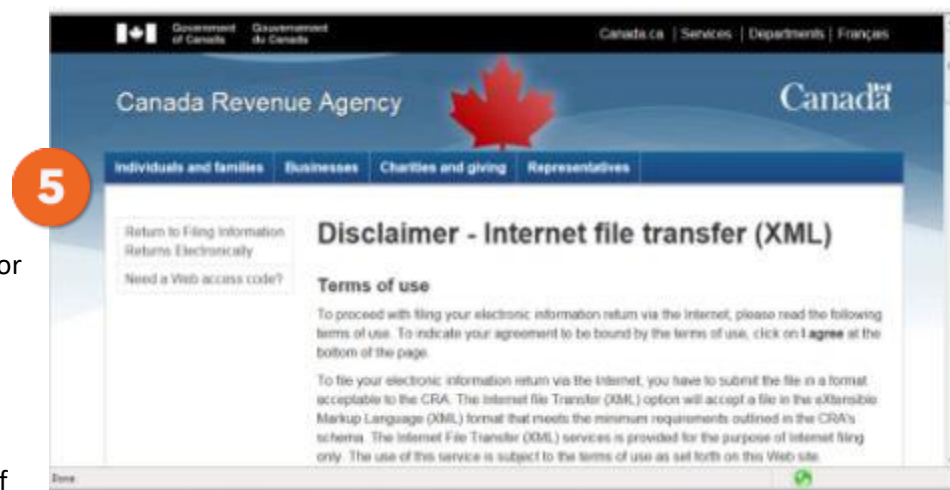 Government of Canada Gouvernement du Canada
Canada.ca | Services | Departments | Français
Canada Revenue Agency
Canada
Individuals and families Businesses Charities and giving Representatives
5
Return to Filing Information
Returns Electronically
Need a Web access code?
Disclaimer - Internet file transfer (XML)
Terms of use
To proceed with filing your electronic information return via the Internet, please read the following
terms of use. To indicate your agreement to be bound by the terms of use, click on I agree at the
bottom of the page.
To file your electronic information return via the Internet, you have to submit the file in a format
acceptable to the CRA. The Internet file Transfer (XML) option will accept a file in the eXtensible
Markup Language (XML) format that meets the minimum requirements outlined in the CRA's
schema. The Internet File Transfer (XML) services is provided for the purpose of Internet filing
only. The use of this service is subject to the terms of use as set forth on this Web site.
or
f
Done